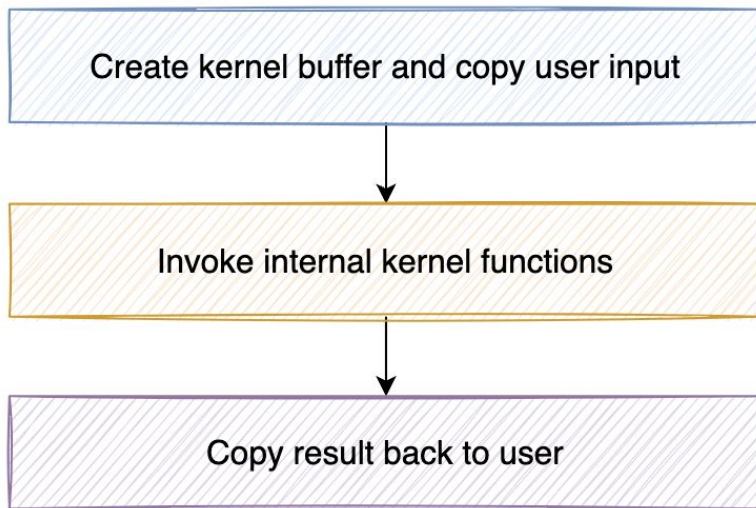 Create kernel buffer and copy user input
Invoke internal kernel functions
Copy result back to user